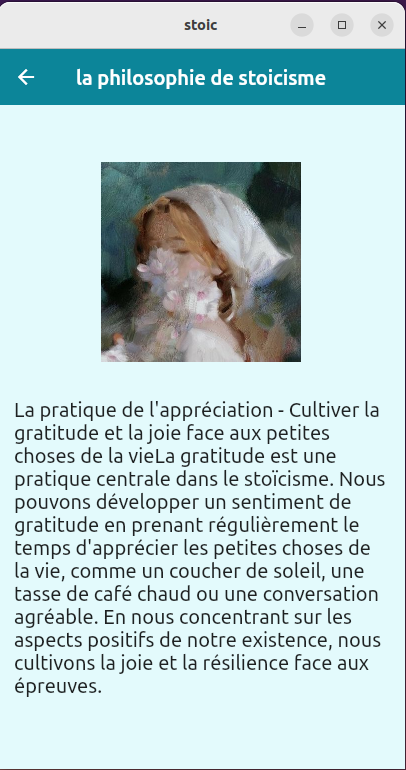 stoic
la philosophie de stoicisme
La pratique de l'appréciation - Cultiver la
gratitude et la joie face aux petites
choses de la vieLa gratitude est une
pratique centrale dans le stoïcisme. Nous
pouvons développer un sentiment de
gratitude en prenant régulièrement le
temps d'apprécier les petites choses de
la vie, comme un coucher de soleil, une
tasse de café chaud ou une conversation
agréable. En nous concentrant sur les
aspects positifs de notre existence, nous
cultivons la joie et la résilience face aux
épreuves.